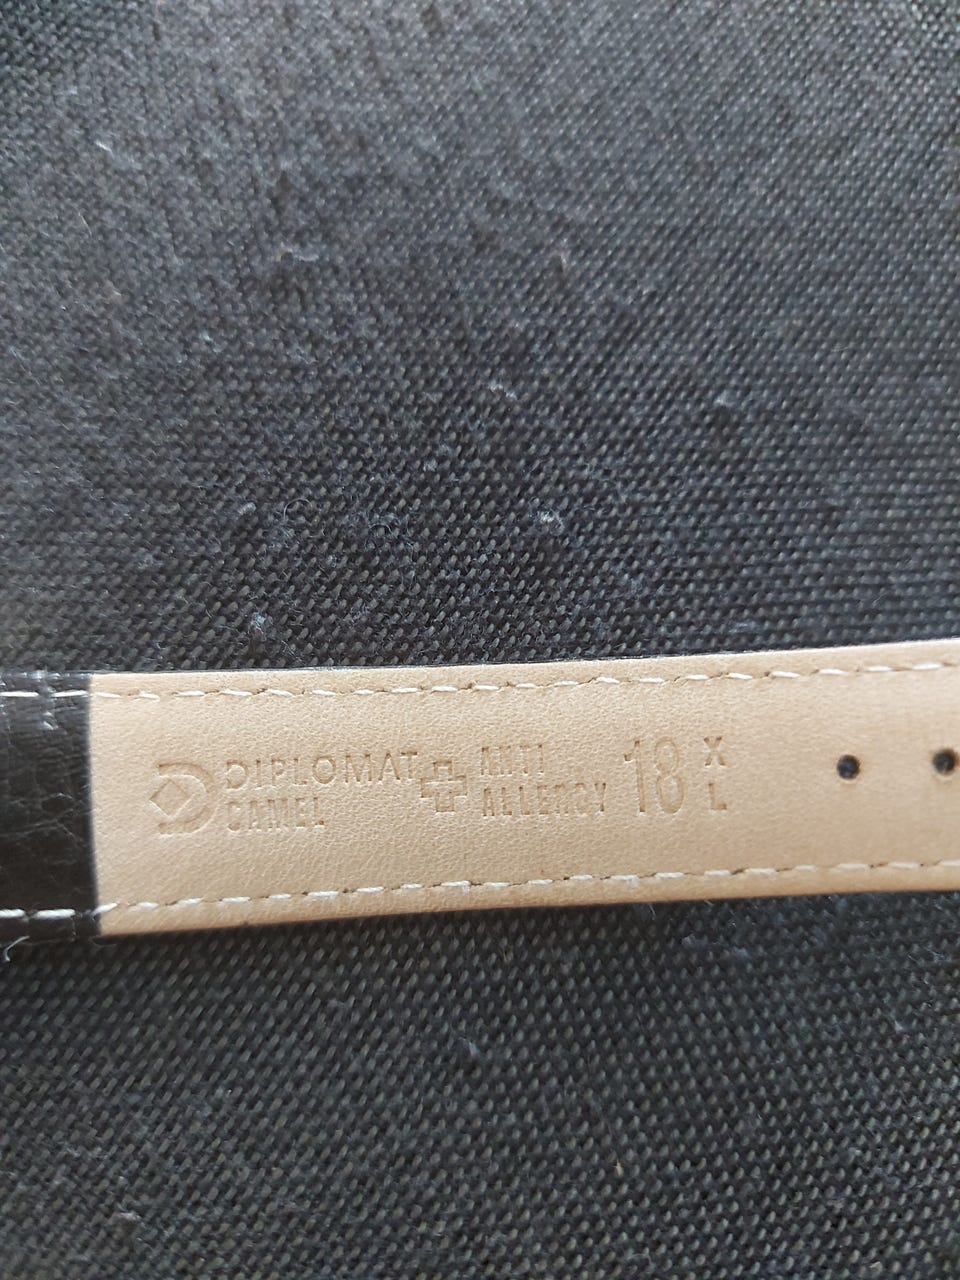 DIPLOMAT
CAMEL
ANTI
ALLERGY
18
X
L